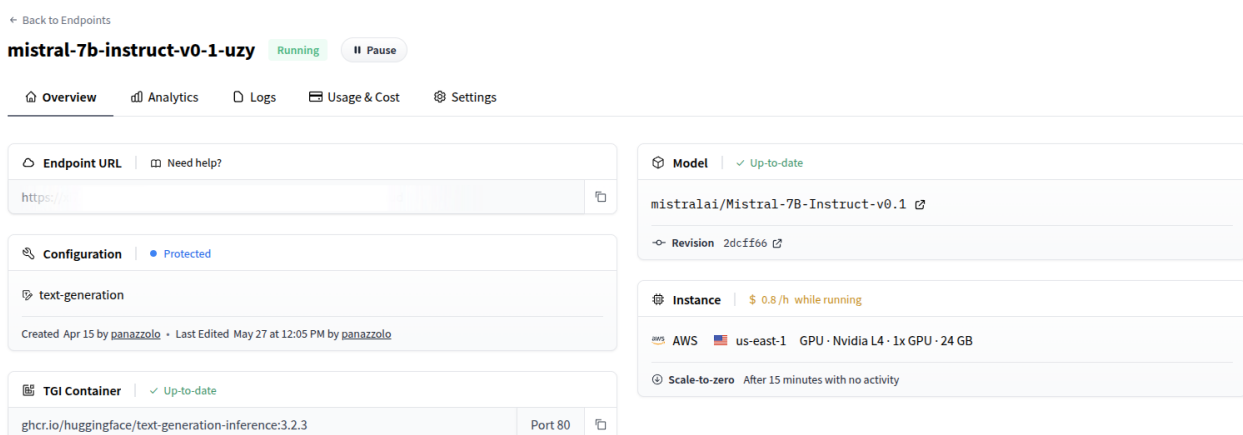 ← Back to Endpoints
mistral-7b-instruct-v0-1-uzy Running Pause
Overview Analytics Logs Usage & Cost Settings
Endpoint URL Need help?
https://
Configuration Protected
text-generation
Created Apr 15 by panazzolo • Last Edited May 27 at 12:05 PM by panazzolo
TGI Container Up-to-date
ghcr.io/huggingface/text-generation-inference:3.2.3 Port 80
Model Up-to-date
mistralai/Mistral-7B-Instruct-v0.1
Revision 2dcff66
Instance $ 0.8/h while running
aws AWS us-east-1 GPU · Nvidia L4 · 1x GPU · 24 GB
Scale-to-zero After 15 minutes with no activity